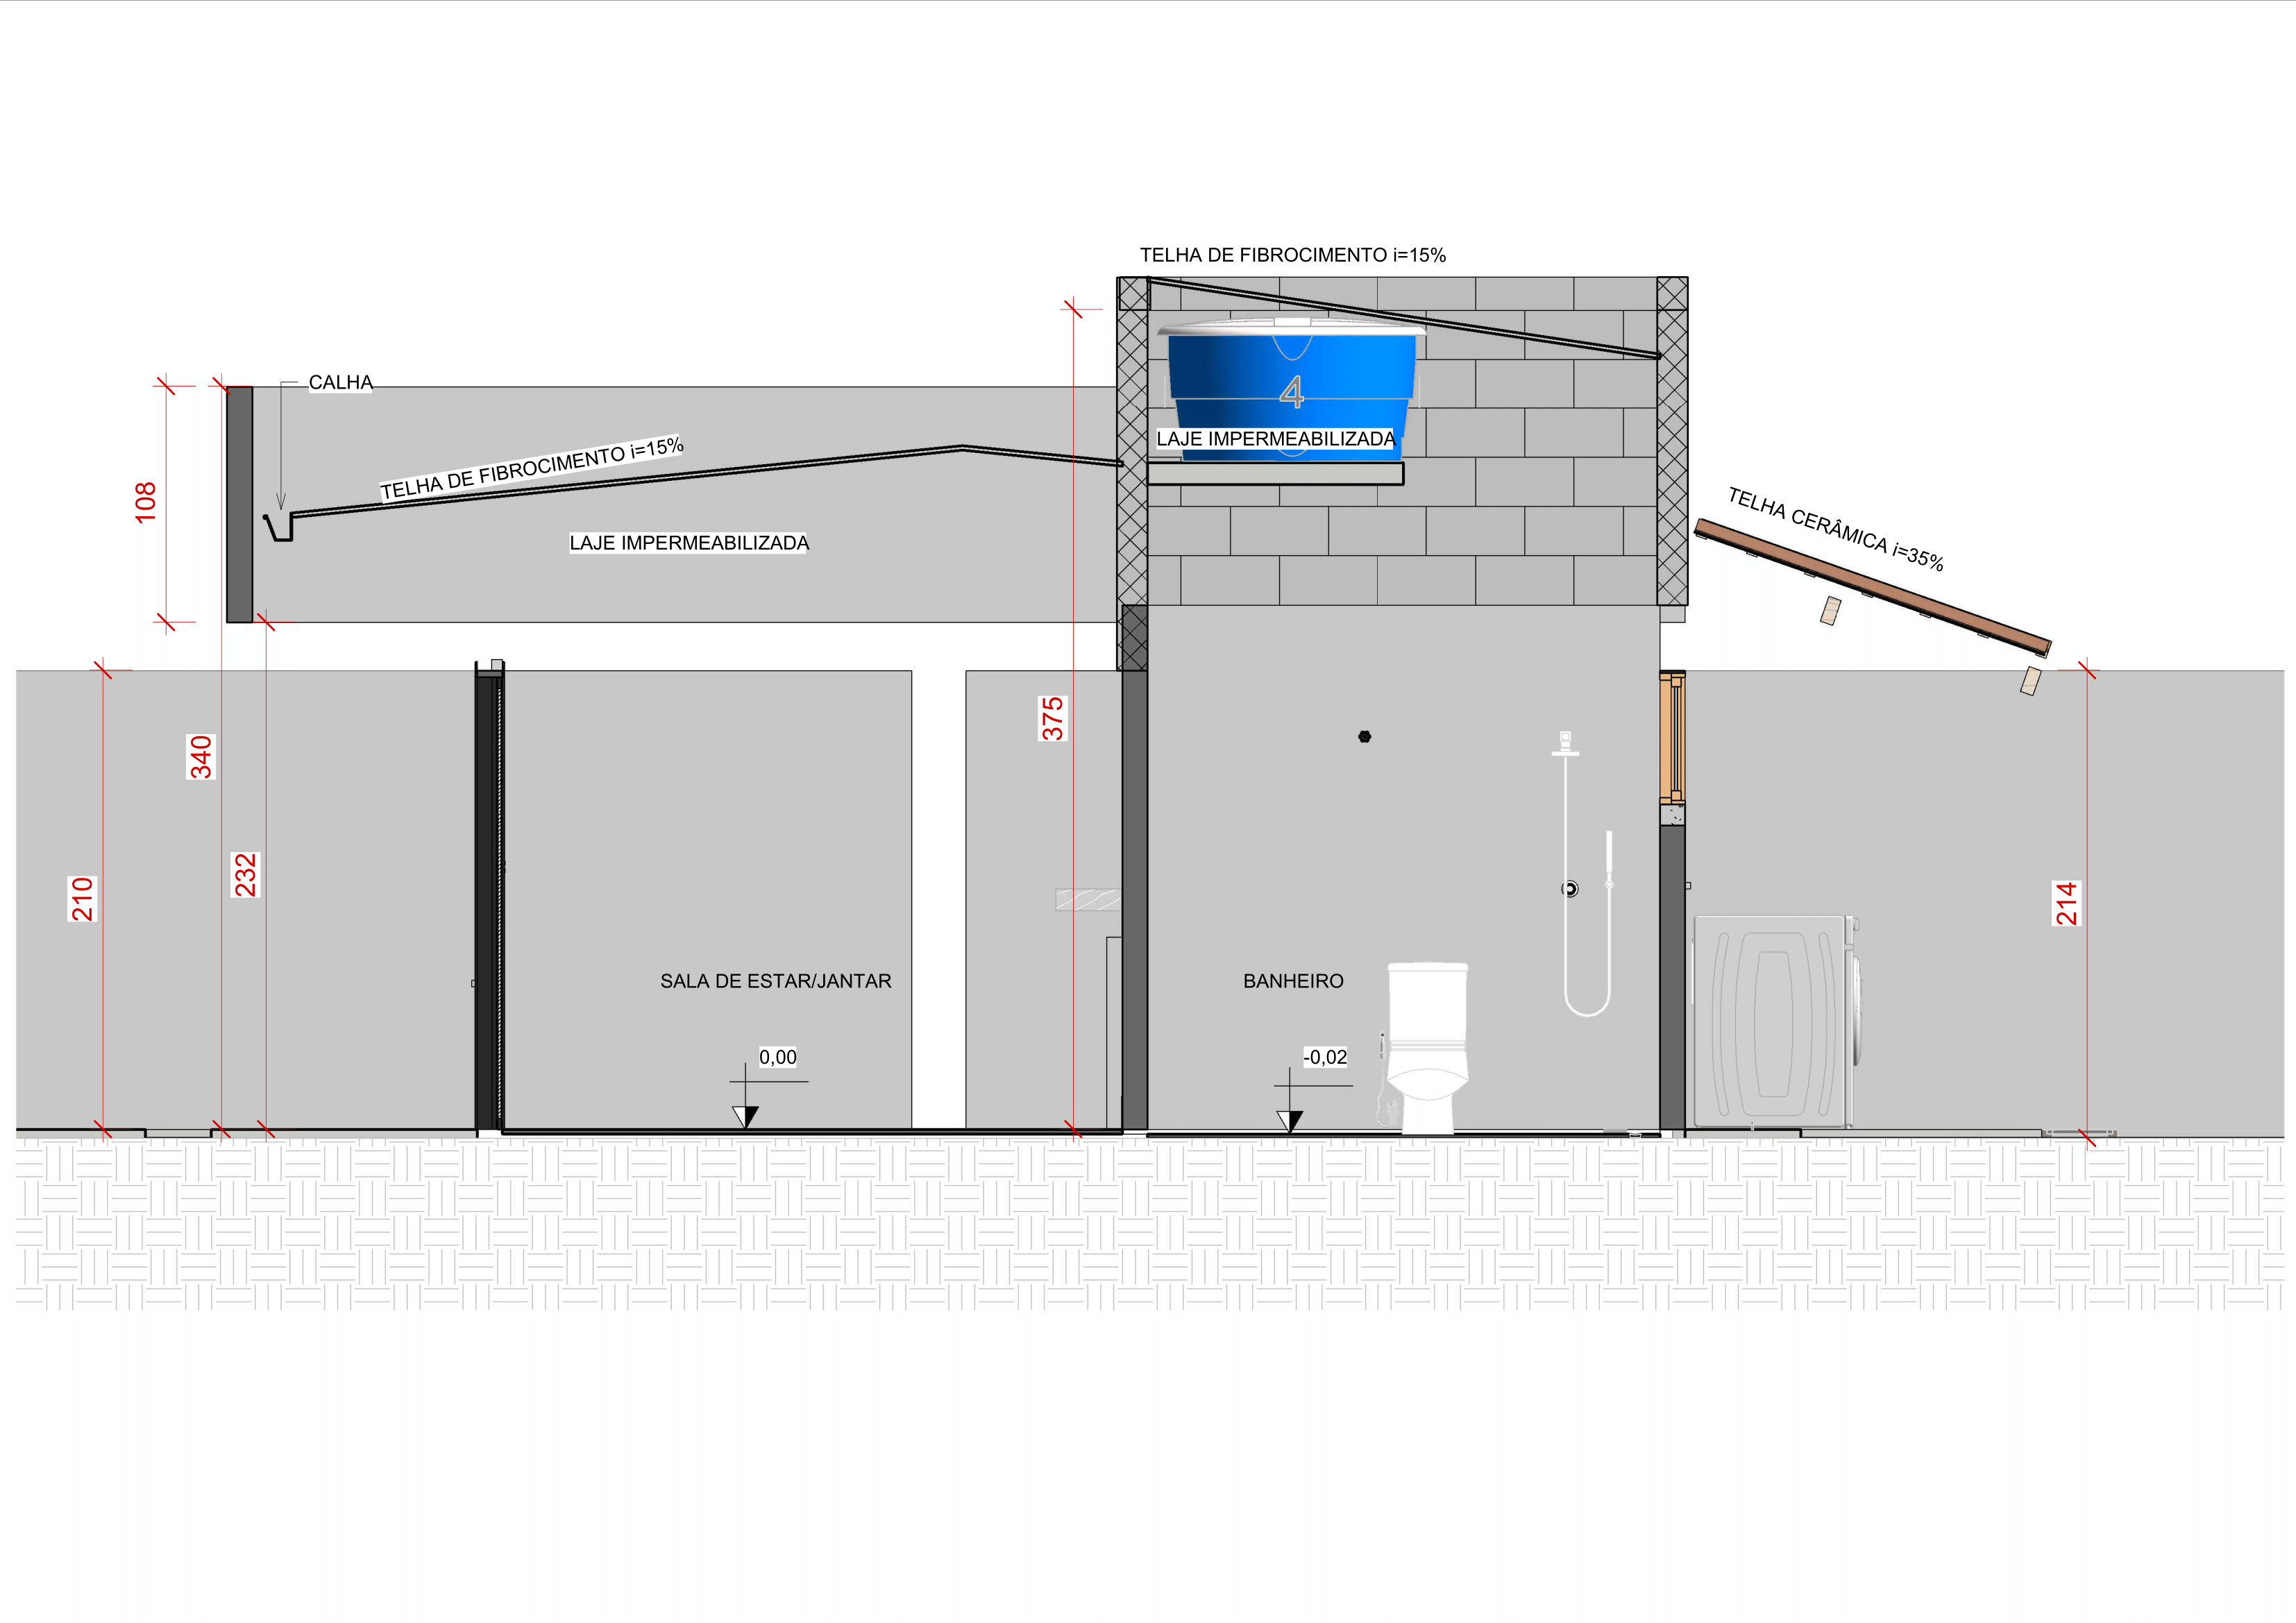 TELHA DE FIBROCIMENTO i=15%
CALHA
4
TELHA DE FIBROCIMENTO i=15%
LAJE IMPERMEABILIZADA
108
TELHA CERÂMICA i=35%
LAJE IMPERMEABILIZADA
375
340
232
210
214
SALA DE ESTAR/JANTAR
BANHEIRO
0,00
-0,02